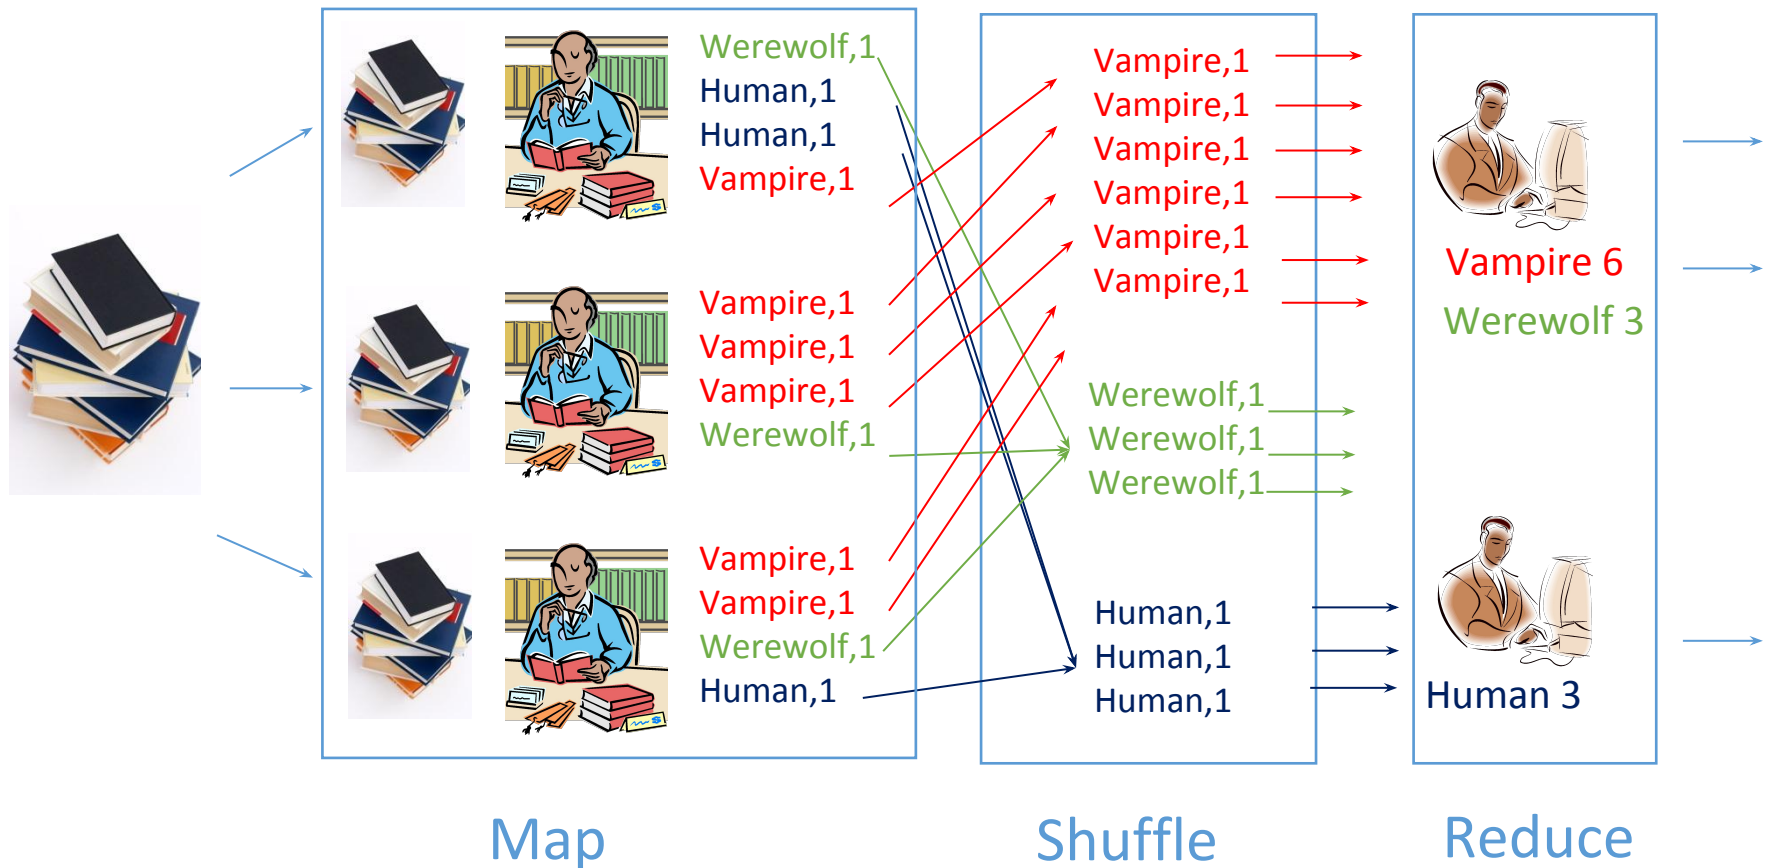 Werewolf,1
Human,1
Human,1
Vampire,1
Vampire,1
Vampire,1
Vampire,1
Werewolf,1
Vampire,1
Vampire,1
Werewolf,1
Human,1
Map
Vampire,1
Vampire,1
Vampire,1
Vampire,1
Vampire,1
Vampire,1
Werewolf,1
Werewolf,1
Werewolf,1
Human,1
Human,1
Human,1
Shuffle
Vampire 6
Werewolf 3
Human 3
Reduce